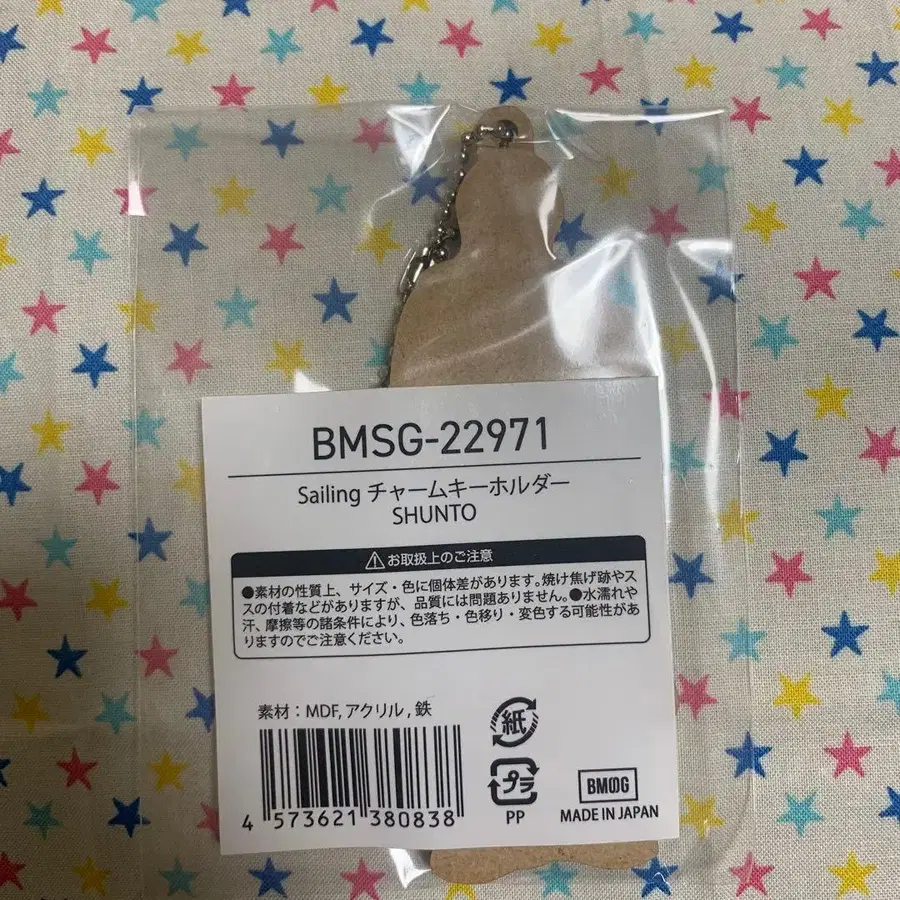 BMSG-22971
Sailing チャームキーホルダー
SHUNTO
お取扱上のご注意
●素材の性質上、サイズ・色に個体差があります。焼け焦げ跡やス
スの付着などがありますが、品質には問題ありません。●水濡れや
汗、摩擦等の諸条件により、色落ち・色移り・変色する可能性があ
りますのでご注意ください。
素材：MDF, アクリル , 鉄
4 573621 380838
紙
プラ
PP
BMSG
MADE IN JAPAN